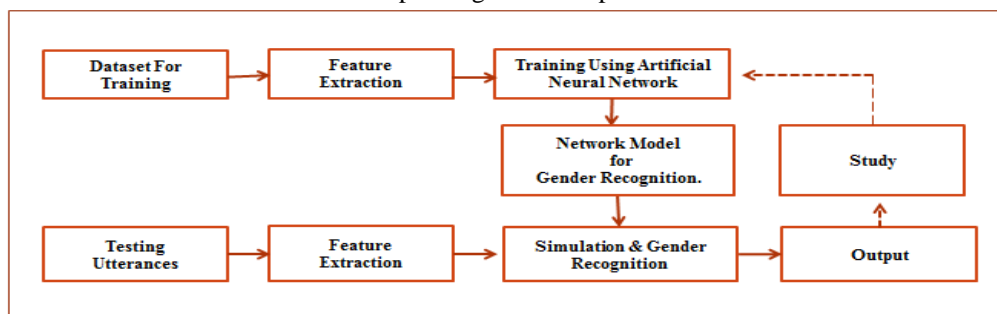 Dataset For
Training
Feature
Extraction
Training Using Artificial
Neural Network
Network Model
for
Gender Recognition.
Study
Testing
Utterances
Feature
Extraction
Simulation & Gender
Recognition
Output